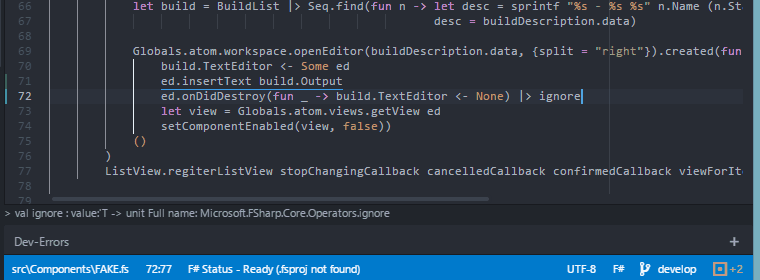 66 let build = BuildList |> Seq.find(fun n -> let desc = sprintf "%s - %s %s" n.Name (n.St
67 desc = buildDescription.data)
68
69 Globals.atom.workspace.openEditor(buildDescription.data, {split = "right"}).created(fun
70 build.TextEditor <- Some ed
71 ed.insertText build.Output
72 ed.onDidDestroy(fun _ -> build.TextEditor <- None) |> ignore
73 let view = Globals.atom.views.getView ed
74 setComponentEnabled(view, false))
75 ()
76 )
77 ListView.regiterListView stopChangingCallback cancelledCallback confirmedCallback viewForIte
78
79
> val ignore : value:'T -> unit Full name: Microsoft.FSharp.Core.Operators.ignore
Dev-Errors +
src\Components\FAKE.fs 72:77 F# Status - Ready (.fsproj not found) UTF-8 F# develop +2